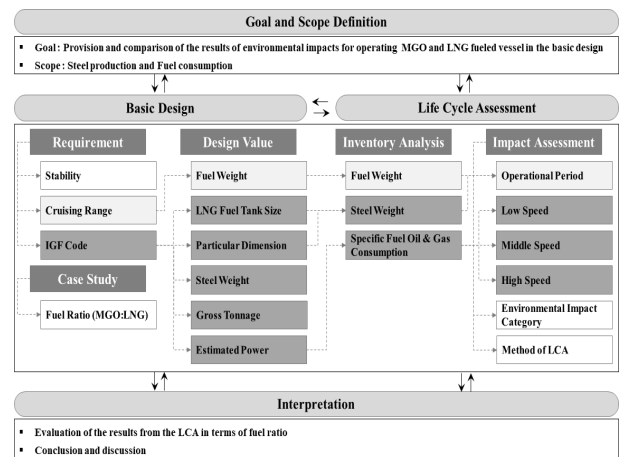 Goal and Scope Definition
▪ Goal : Provision and comparison of the results of environmental impacts for operating MGO and LNG fueled vessel in the basic design
▪ Scope : Steel production and Fuel consumption
Basic Design
Life Cycle Assessment
Requirement
Stability
Cruising Range
IGF Code
Case Study
Fuel Ratio (MGO:LNG)
Design Value
Fuel Weight
LNG Fuel Tank Size
Particular Dimension
Steel Weight
Gross Tonnage
Estimated Power
Inventory Analysis
Fuel Weight
Steel Weight
Specific Fuel Oil & Gas
Consumption
Impact Assessment
Operational Period
Low Speed
Middle Speed
High Speed
Environmental Impact
Category
Method of LCA
Interpretation
▪ Evaluation of the results from the LCA in terms of fuel ratio
▪ Conclusion and discussion